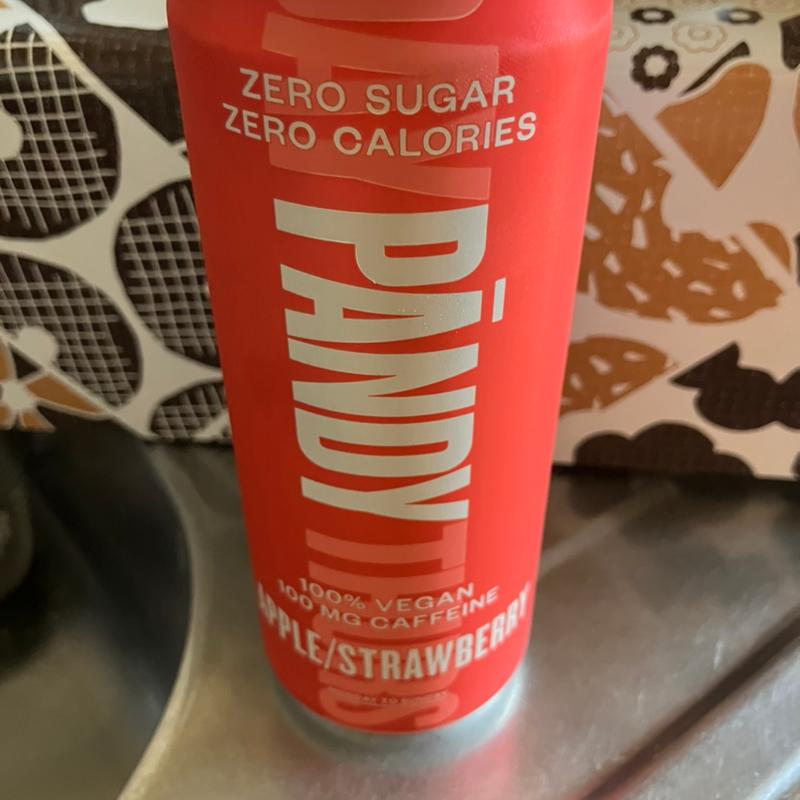 ZERO SUGAR
ZERO CALORIES
PĀNDY
100% VEGAN
100 MG CAFFEINE
APPLE/STRAWBERRY